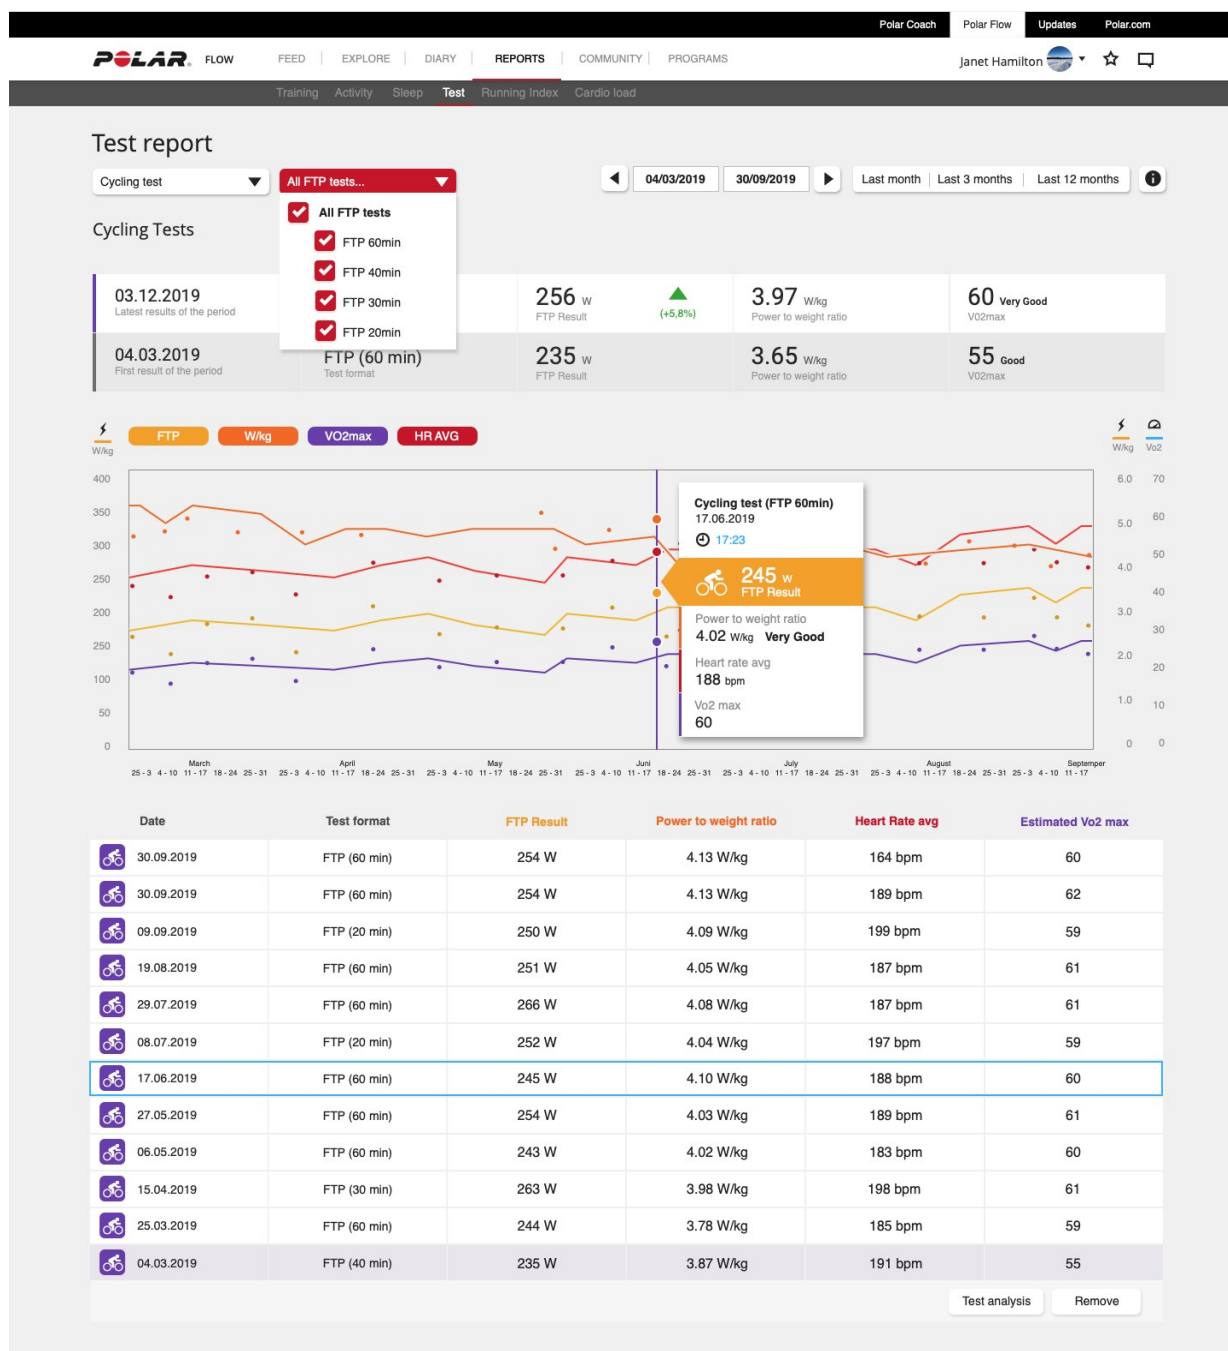 Polar Coach Polar Flow Updates Polar.com
POLAR. FLOW FEED EXPLORE DIARY REPORTS COMMUNITY PROGRAMS Janet Hamilton
Training Activity Sleep Test Running Index Cardio load
Test report
Cycling test All FTP tests... 04/03/2019 30/09/2019 Last month Last 3 months Last 12 months i
All FTP tests
Cycling Tests
FTP 60min
FTP 40min
FTP 30min
FTP 20min
03.12.2019 256 W 3.97 W/kg 60 Very Good
Latest results of the period FTP Result (+5,8%) Power to weight ratio V02max
04.03.2019 FTP (60 min) 235 W 3.65 W/kg 55 Good
First result of the period Test format FTP Result Power to weight ratio V02max
FTP W/kg VO2max HR AVG
W/kg W/kg Vo2
400 6.0 70
350 5.0 60
300 50
250 4.0 40
200 3.0 30
250 2.0 20
100 1.0 10
50
0 0 0
Cycling test (FTP 60min)
17.06.2019
17:23
245 W
FTP Result
Power to weight ratio
4.02 W/kg Very Good
Heart rate avg
188 bpm
Vo2 max
60
March April May Juni July August Septemper
25 - 3 4 - 10 11 - 17 18 - 24 25 - 31 25 - 3 4 - 10 11 - 17 18 - 24 25 - 31 25 - 3 4 - 10 11 - 17 18 - 24 25 - 31 25 - 3 4 - 10 11 - 17 18 - 24 25 - 31 25 - 3 4 - 10 11 - 17 18 - 24 25 - 31 25 - 3 4 - 10 11 - 17 18 - 24 25 - 31 25 - 3 4 - 10 11 - 17
Date Test format FTP Result Power to weight ratio Heart Rate avg Estimated Vo2 max
30.09.2019 FTP (60 min) 254 W 4.13 W/kg 164 bpm 60
30.09.2019 FTP (60 min) 254 W 4.13 W/kg 189 bpm 62
09.09.2019 FTP (20 min) 250 W 4.09 W/kg 199 bpm 59
19.08.2019 FTP (60 min) 251 W 4.05 W/kg 187 bpm 61
29.07.2019 FTP (60 min) 266 W 4.08 W/kg 187 bpm 61
08.07.2019 FTP (20 min) 252 W 4.04 W/kg 197 bpm 59
17.06.2019 FTP (60 min) 245 W 4.10 W/kg 188 bpm 60
27.05.2019 FTP (60 min) 254 W 4.03 W/kg 189 bpm 61
06.05.2019 FTP (60 min) 243 W 4.02 W/kg 183 bpm 60
15.04.2019 FTP (30 min) 263 W 3.98 W/kg 198 bpm 61
25.03.2019 FTP (60 min) 244 W 3.78 W/kg 185 bpm 59
04.03.2019 FTP (40 min) 235 W 3.87 W/kg 191 bpm 55
Test analysis Remove